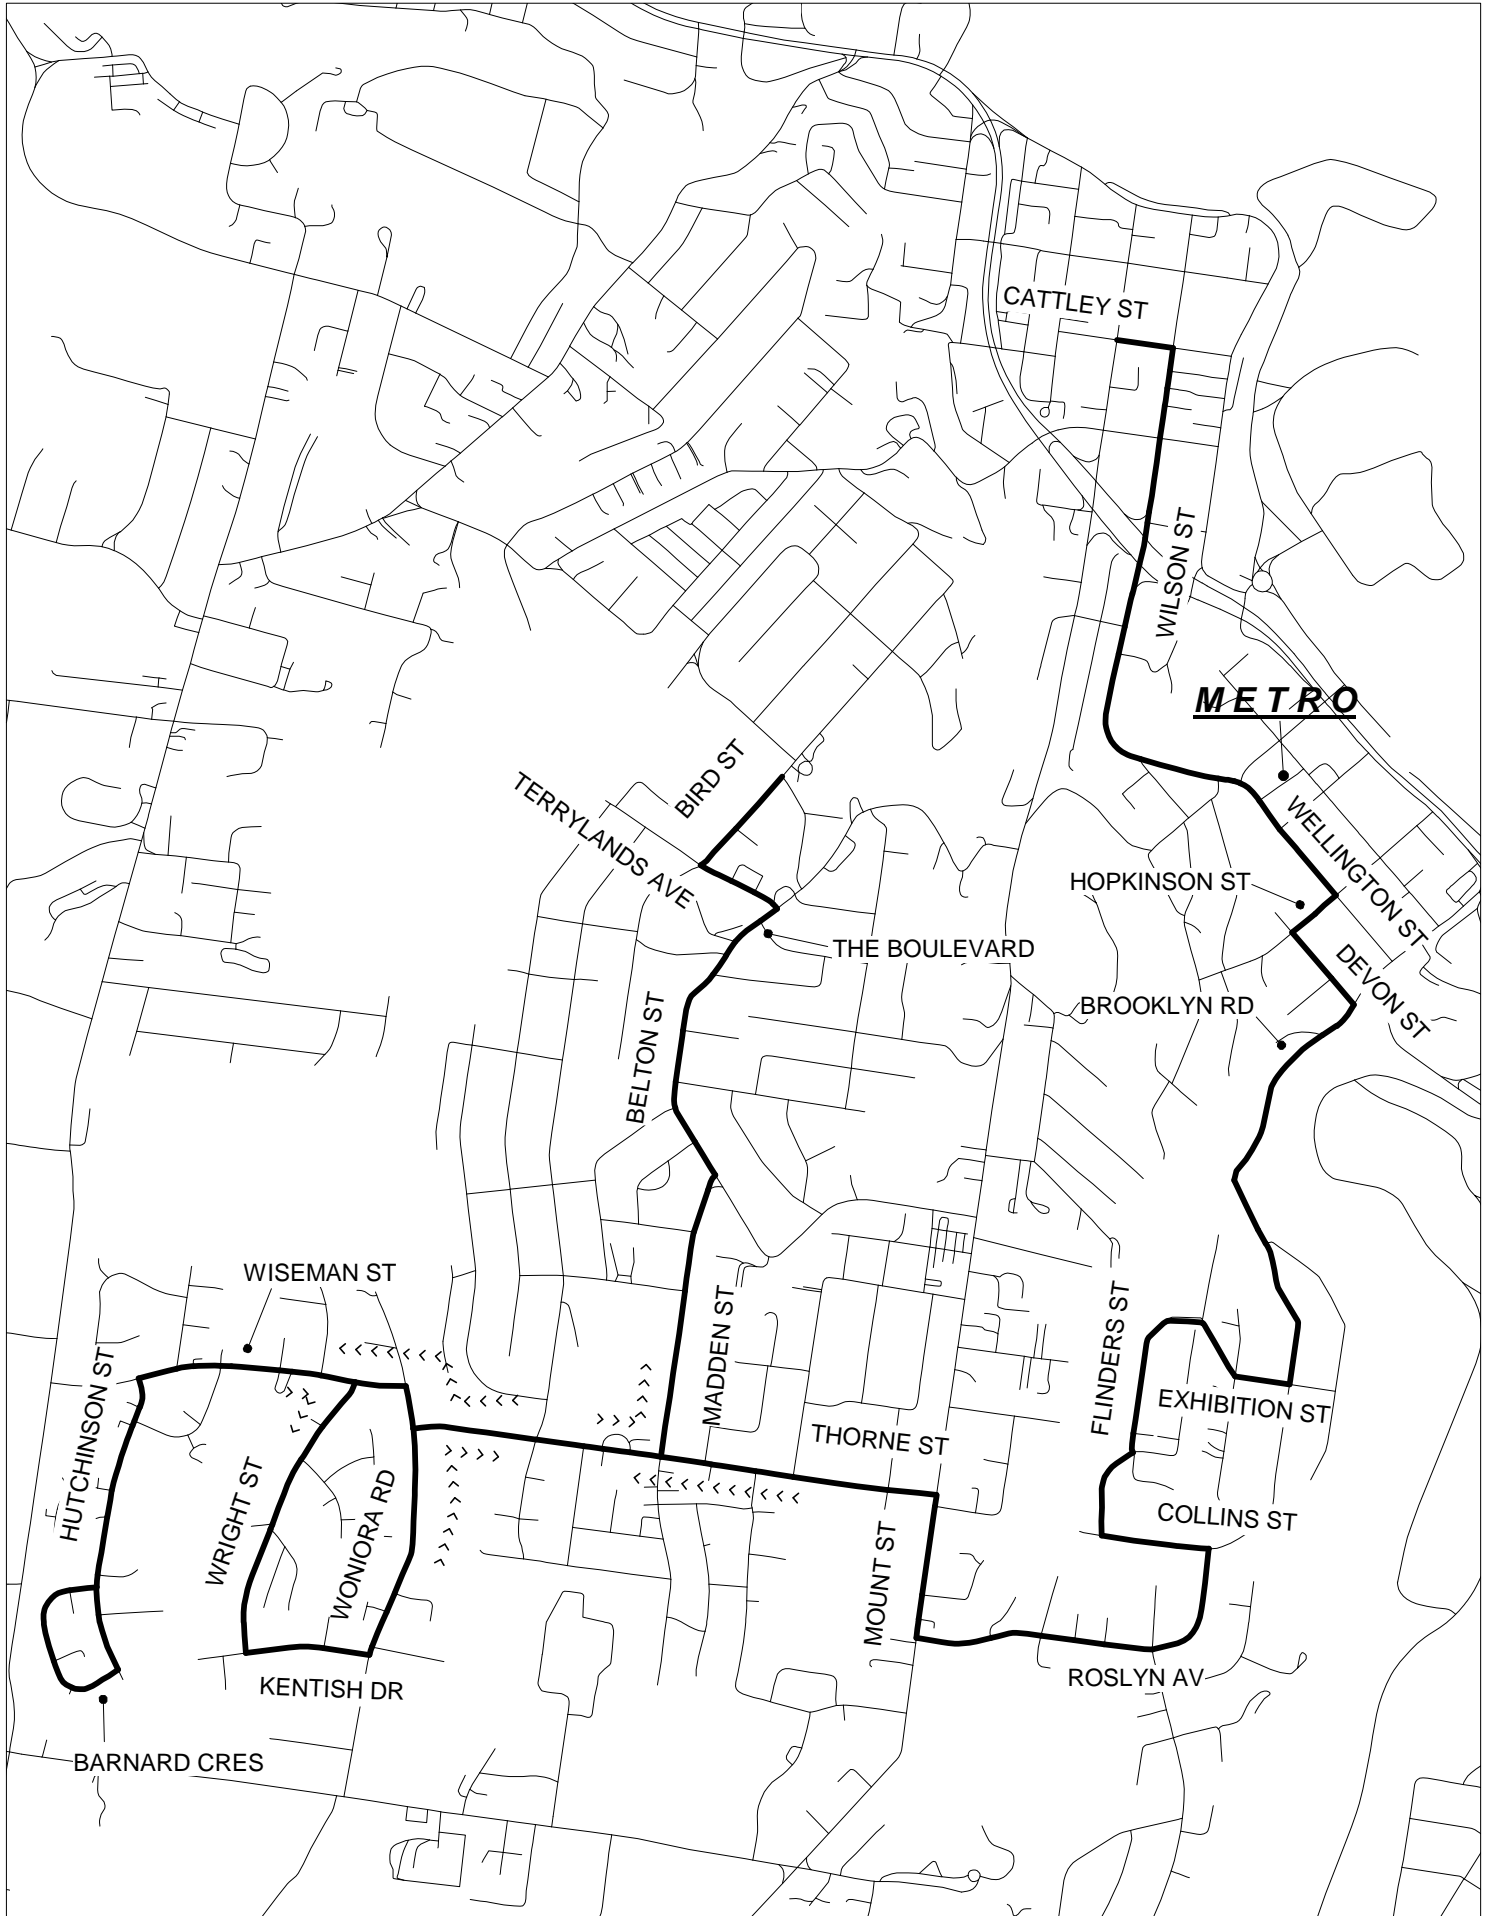 CATTLEY ST
WILSON ST
METRO
BIRD ST
TERRYLANDS AVE
WELLINGTON ST
HOPKINSON ST
THE BOULEVARD
DEVON ST
BROOKLYN RD
BELTON ST
WISEMAN ST
MADDEN ST
FLINDERS ST
HUTCHINSON ST
EXHIBITION ST
THORNE ST
WRIGHT ST
WONIORA RD
COLLINS ST
MOUNT ST
ROSLYN AV
KENTISH DR
BARNARD CRES